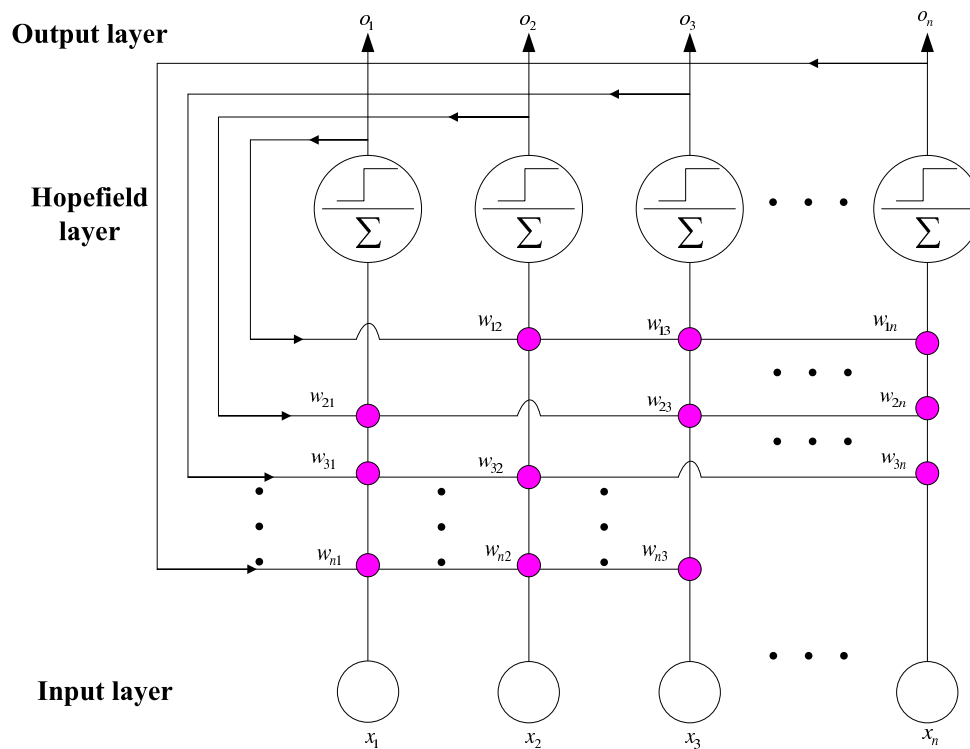 o₁ o₂ o₃ oₙ
Output layer
Hopefield
layer
Σ Σ Σ Σ
w₁₂ w₁₃ w₁ₙ
w₂₁ w₂₃ w₂ₙ
w₃₁ w₃₂ w₃ₙ
wₙ₁ wₙ₂ wₙ₃
Input layer
x₁ x₂ x₃ xₙ